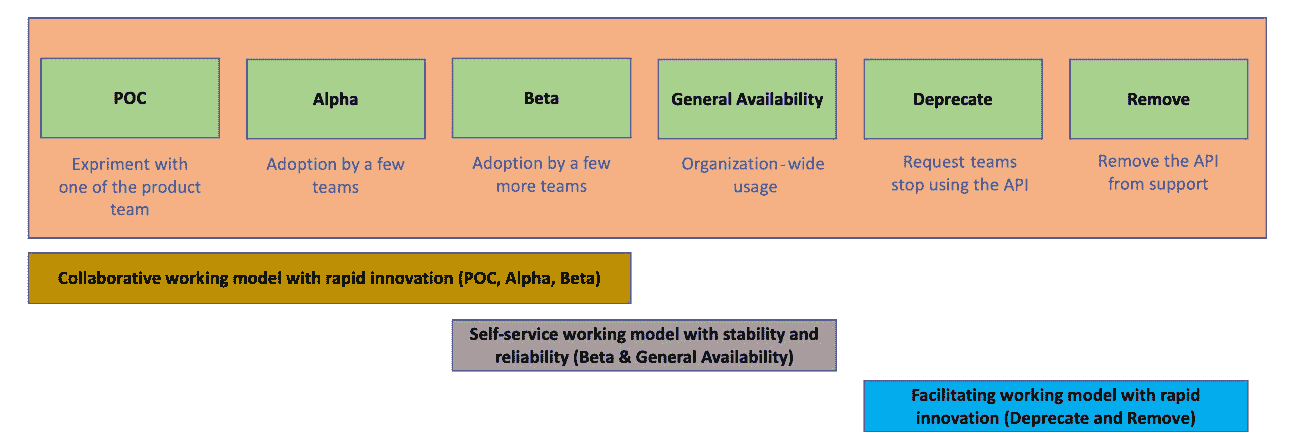 POC
Alpha
Beta
General Availability
Deprecate
Remove
Expriment with
one of the product
team
Adoption by a few
teams
Adoption by a few
more teams
Organization-wide
usage
Request teams
stop using the API
Remove the API
from support
Collaborative working model with rapid innovation (POC, Alpha, Beta)
Self-service working model with stability and
reliability (Beta & General Availability)
Facilitating working model with rapid
innovation (Deprecate and Remove)